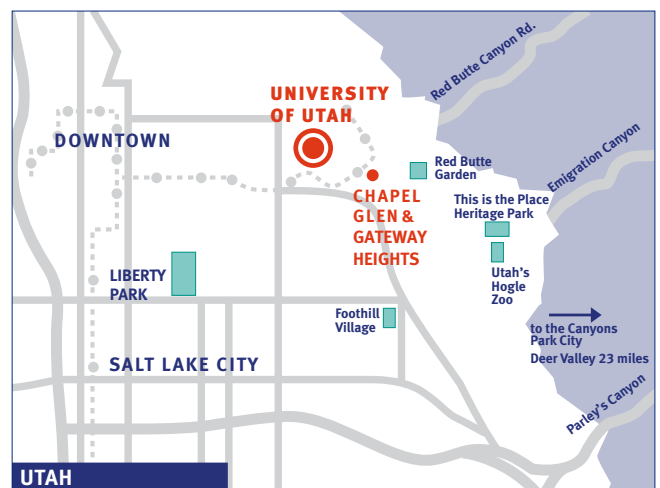 Red Butte Canyon Rd.
UNIVERSITY
OF UTAH
DOWNTOWN
Emigration Canyon
Red Butte
Garden
CHAPEL
GLEN &
GATEWAY
HEIGHTS
This is the Place
Heritage Park
LIBERTY
PARK
Utah's
Hogle
Zoo
Foothill
Village
to the Canyons
Park City
Deer Valley 23 miles
SALT LAKE CITY
Parley's Canyon
UTAH